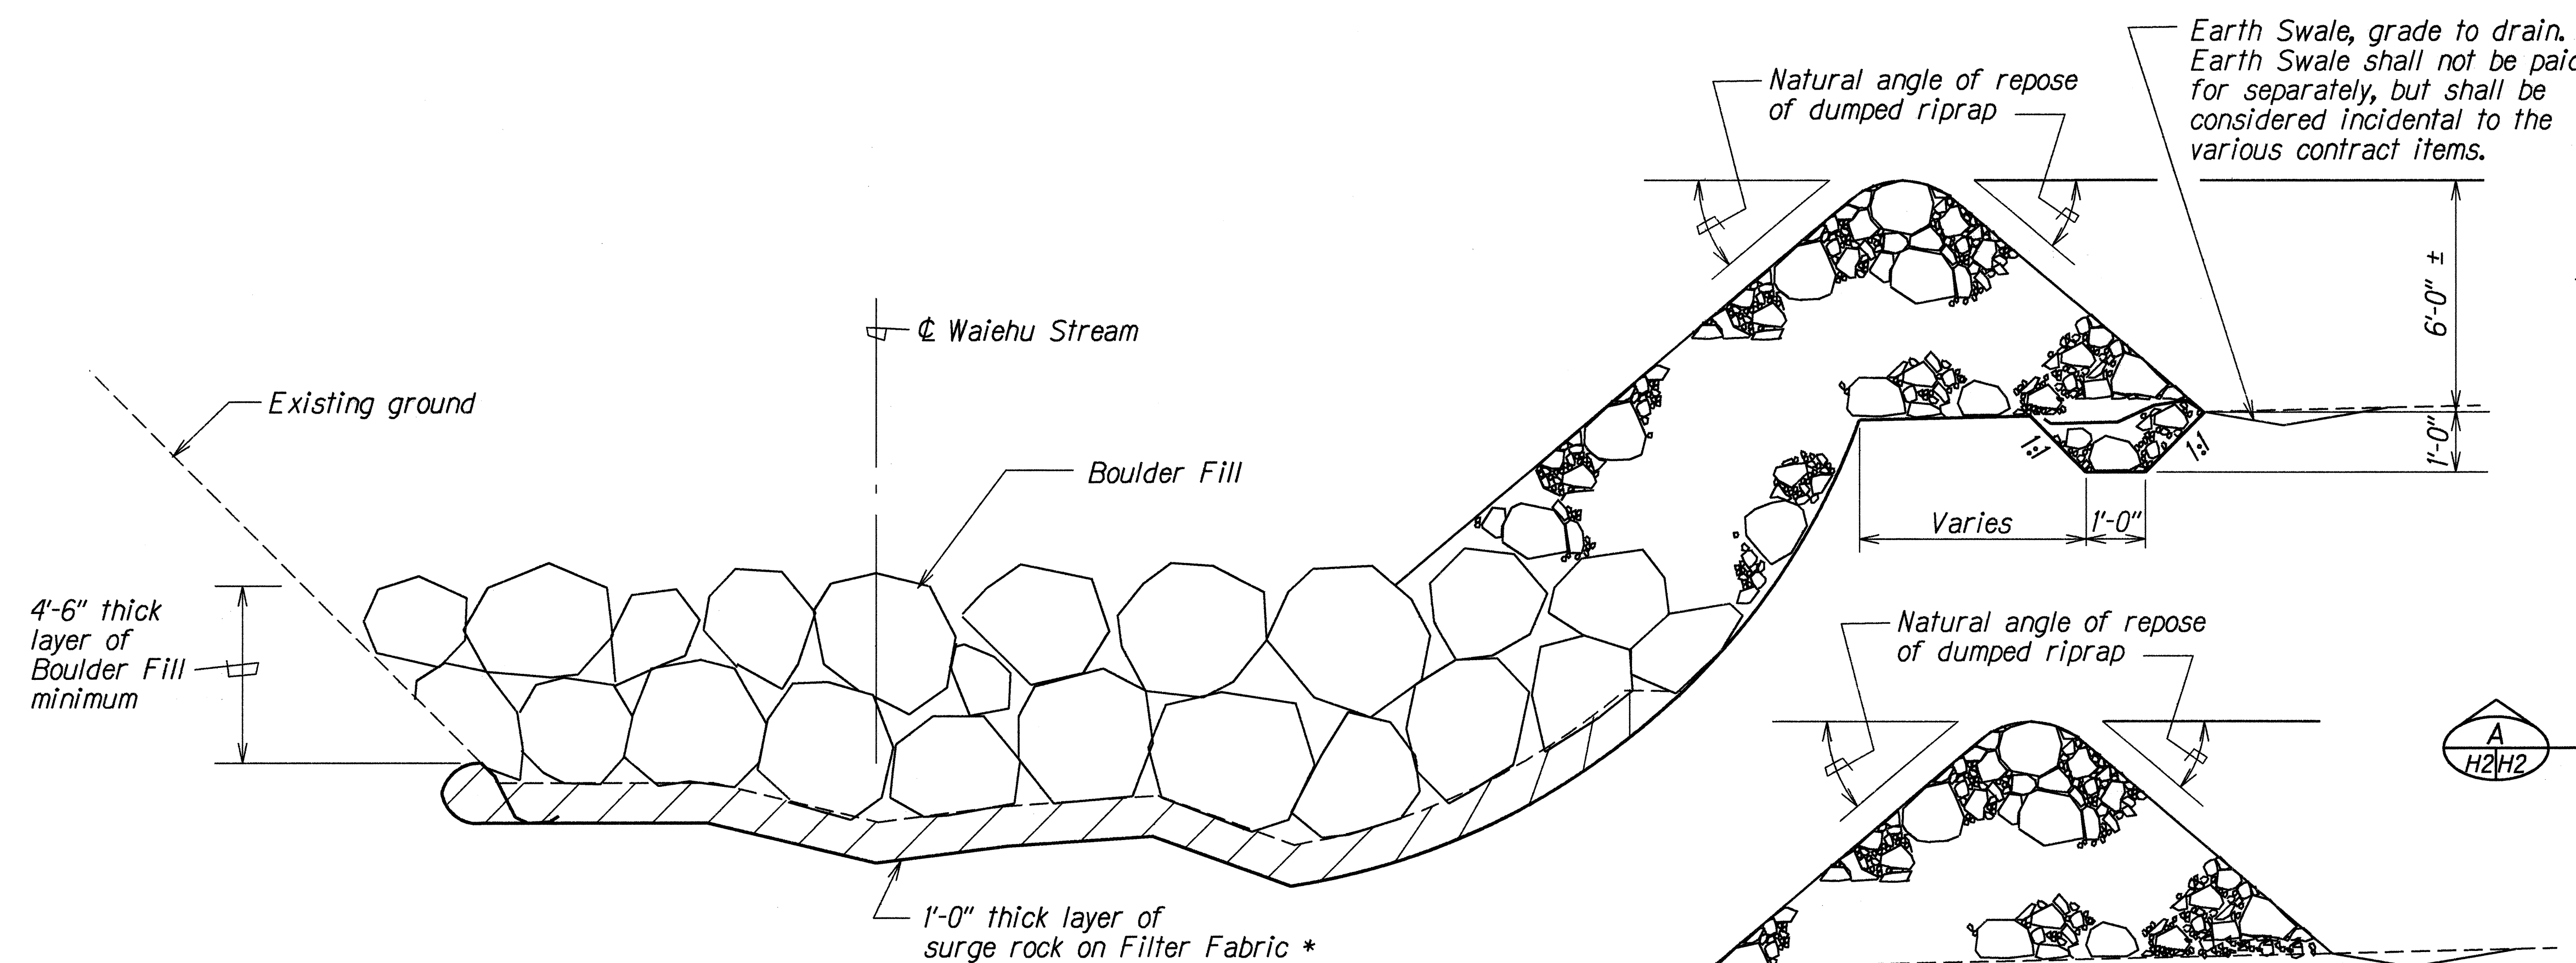 Earth Swale, grade to drain.
Earth Swale shall not be paid
for separately, but shall be
considered incidental to the
various contract items.
Natural angle of repose
of dumped riprap
6'-0" ±
1'-0"
1:1
1:1
Varies
1'-0"
℄ Waiehu Stream
Existing ground
Boulder Fill
4'-6" thick
layer of
Boulder Fill
minimum
Natural angle of repose
of dumped riprap
A
H2 H2
1'-0" thick layer of
surge rock on Filter Fabric *